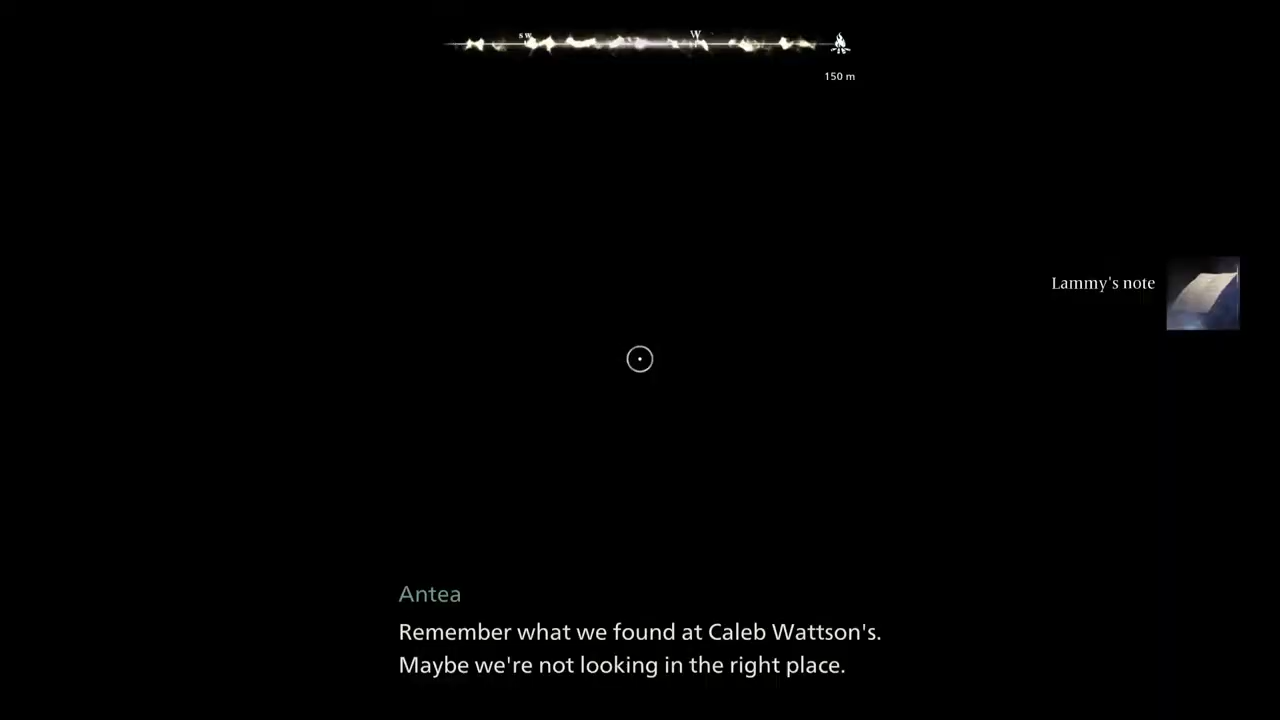 SW W
150 m
Lammy's note
Antea
Remember what we found at Caleb Wattson's.
Maybe we're not looking in the right place.